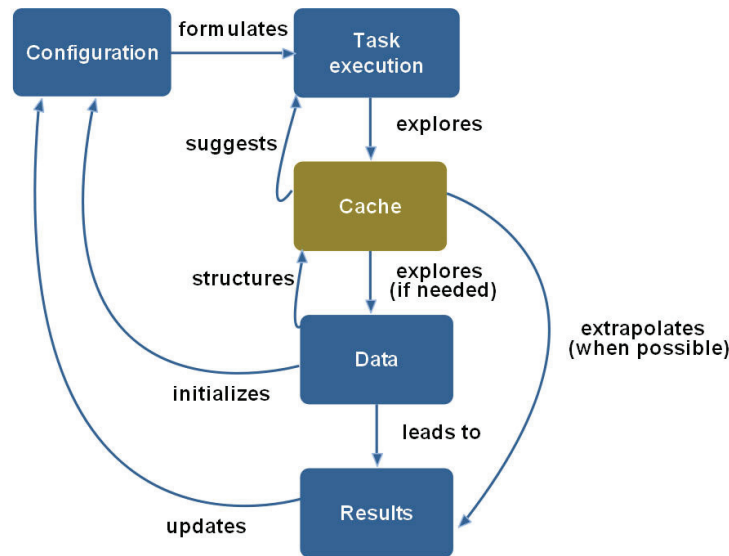 formulates
Configuration
Task
execution
explores
suggests
Cache
structures
explores
(if needed)
extrapolates
(when possible)
Data
initializes
leads to
Results
updates